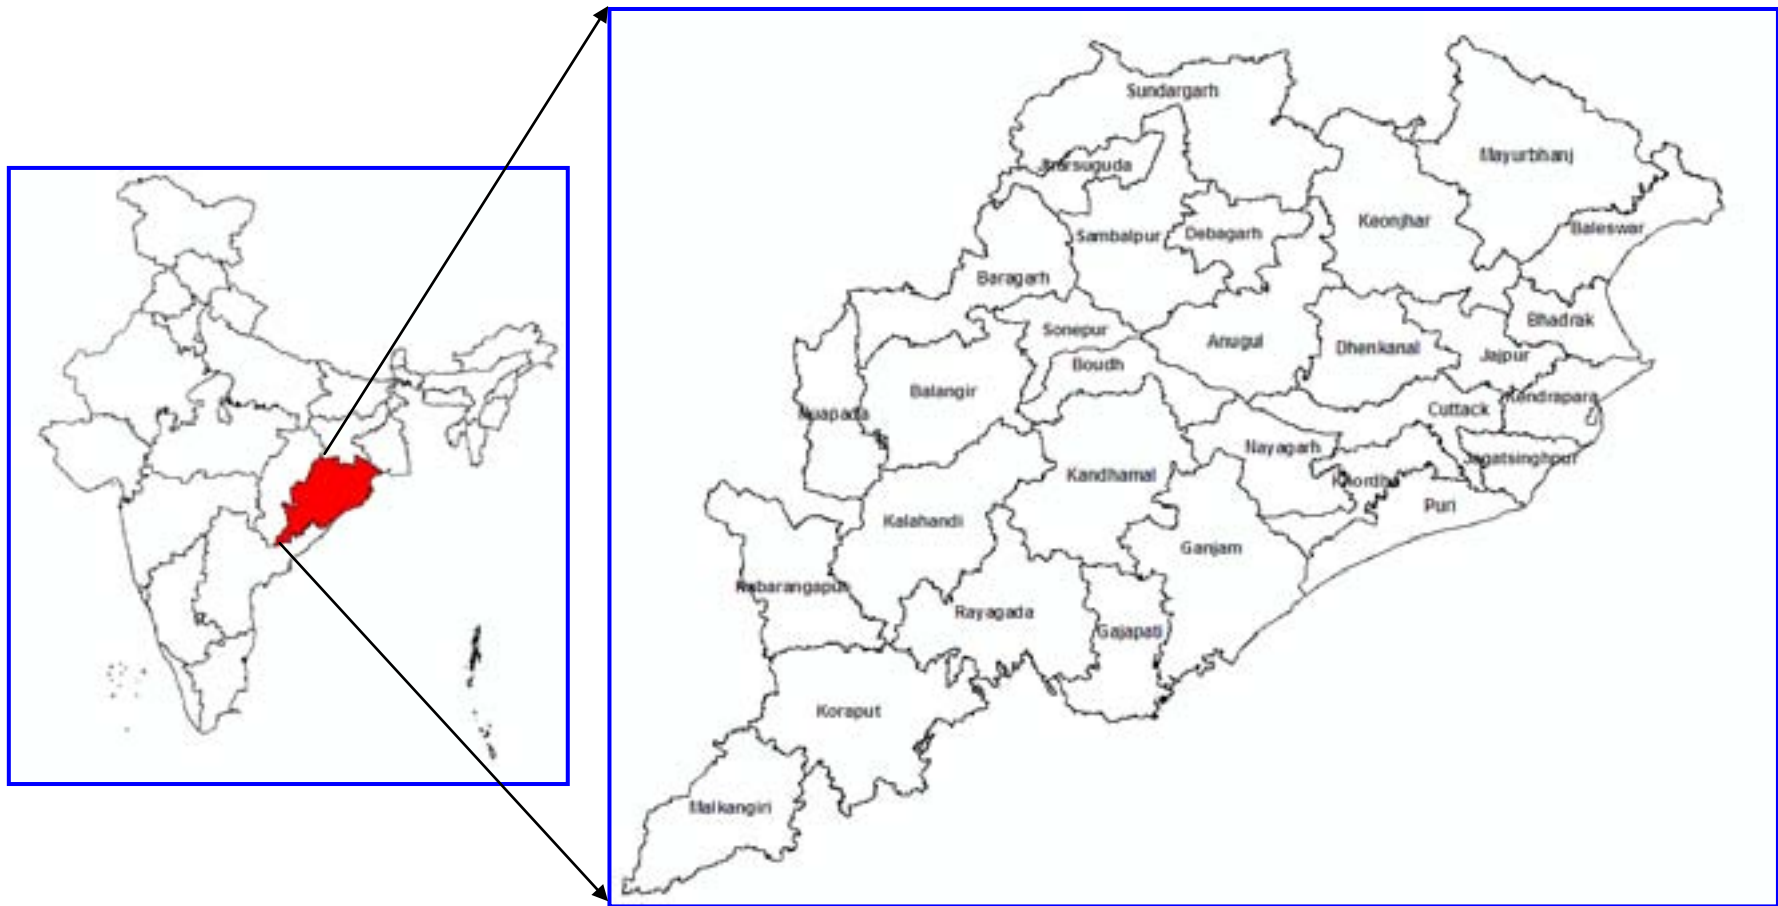 Sundargarh
Mayurbhanj
Jharsuguda
Keonjhar
Baleswar
Sambalpur
Debagarh
Baragarh
Bhadrak
Sonepur
Anugul
Dhenkanal
Jajpur
Boudh
Balangir
Kendrapara
Cuttack
Nuapada
Nayagarh
Jagatsinghpur
Kandhamal
Khordha
Puri
Kalahandi
Ganjam
Nabarangapur
Rayagada
Gajapati
Koraput
Malkangiri